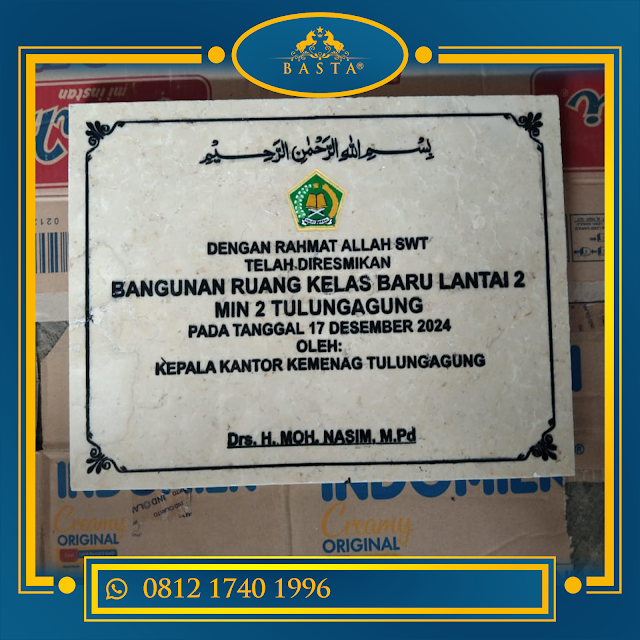 BASTA®
mi instan
بِسْمِ اللهِ الرَّحْمٰنِ الرَّحِيْمِ
DENGAN RAHMAT ALLAH SWT
TELAH DIRESMIKAN
BANGUNAN RUANG KELAS BARU LANTAI 2
MIN 2 TULUNGAGUNG
PADA TANGGAL 17 DESEMBER 2024
OLEH:
KEPALA KANTOR KEMENAG TULUNGAGUNG
Drs. H. MOH. NASIM, M.Pd
Creamy
ORIGINAL
Creamy
ORIGINAL
0812 1740 1996